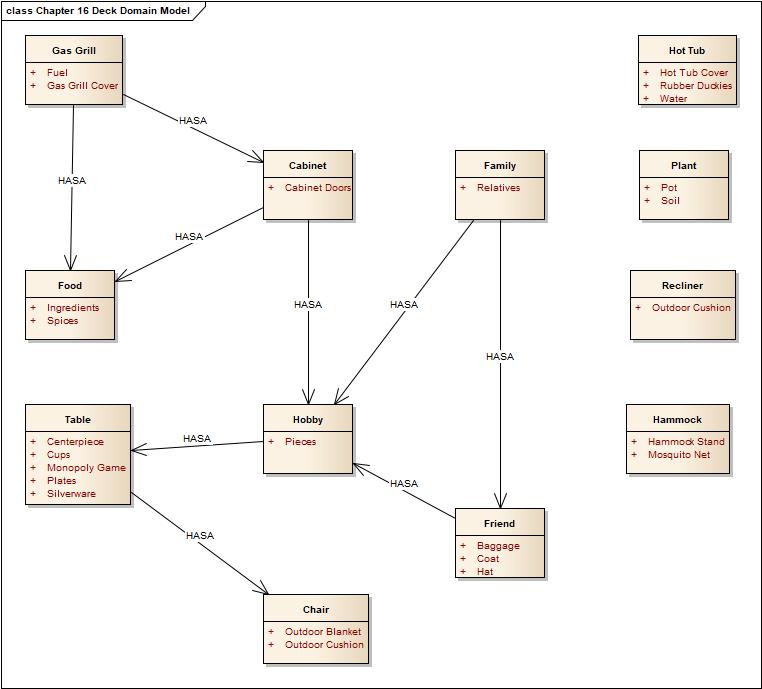 class Chapter 16 Deck Domain Model
Gas Grill
+ Fuel
+ Gas Grill Cover
Hot Tub
+ Hot Tub Cover
+ Rubber Duckies
+ Water
HASA
HASA
Cabinet
+ Cabinet Doors
Family
+ Relatives
Plant
+ Pot
+ Soil
HASA
Food
+ Ingredients
+ Spices
HASA
HASA
HASA
Recliner
+ Outdoor Cushion
Table
+ Centerpiece
+ Cups
+ Monopoly Game
+ Plates
+ Silverware
HASA
Hobby
+ Pieces
Hammock
+ Hammock Stand
+ Mosquito Net
HASA
HASA
Friend
+ Baggage
+ Coat
+ Hat
Chair
+ Outdoor Blanket
+ Outdoor Cushion